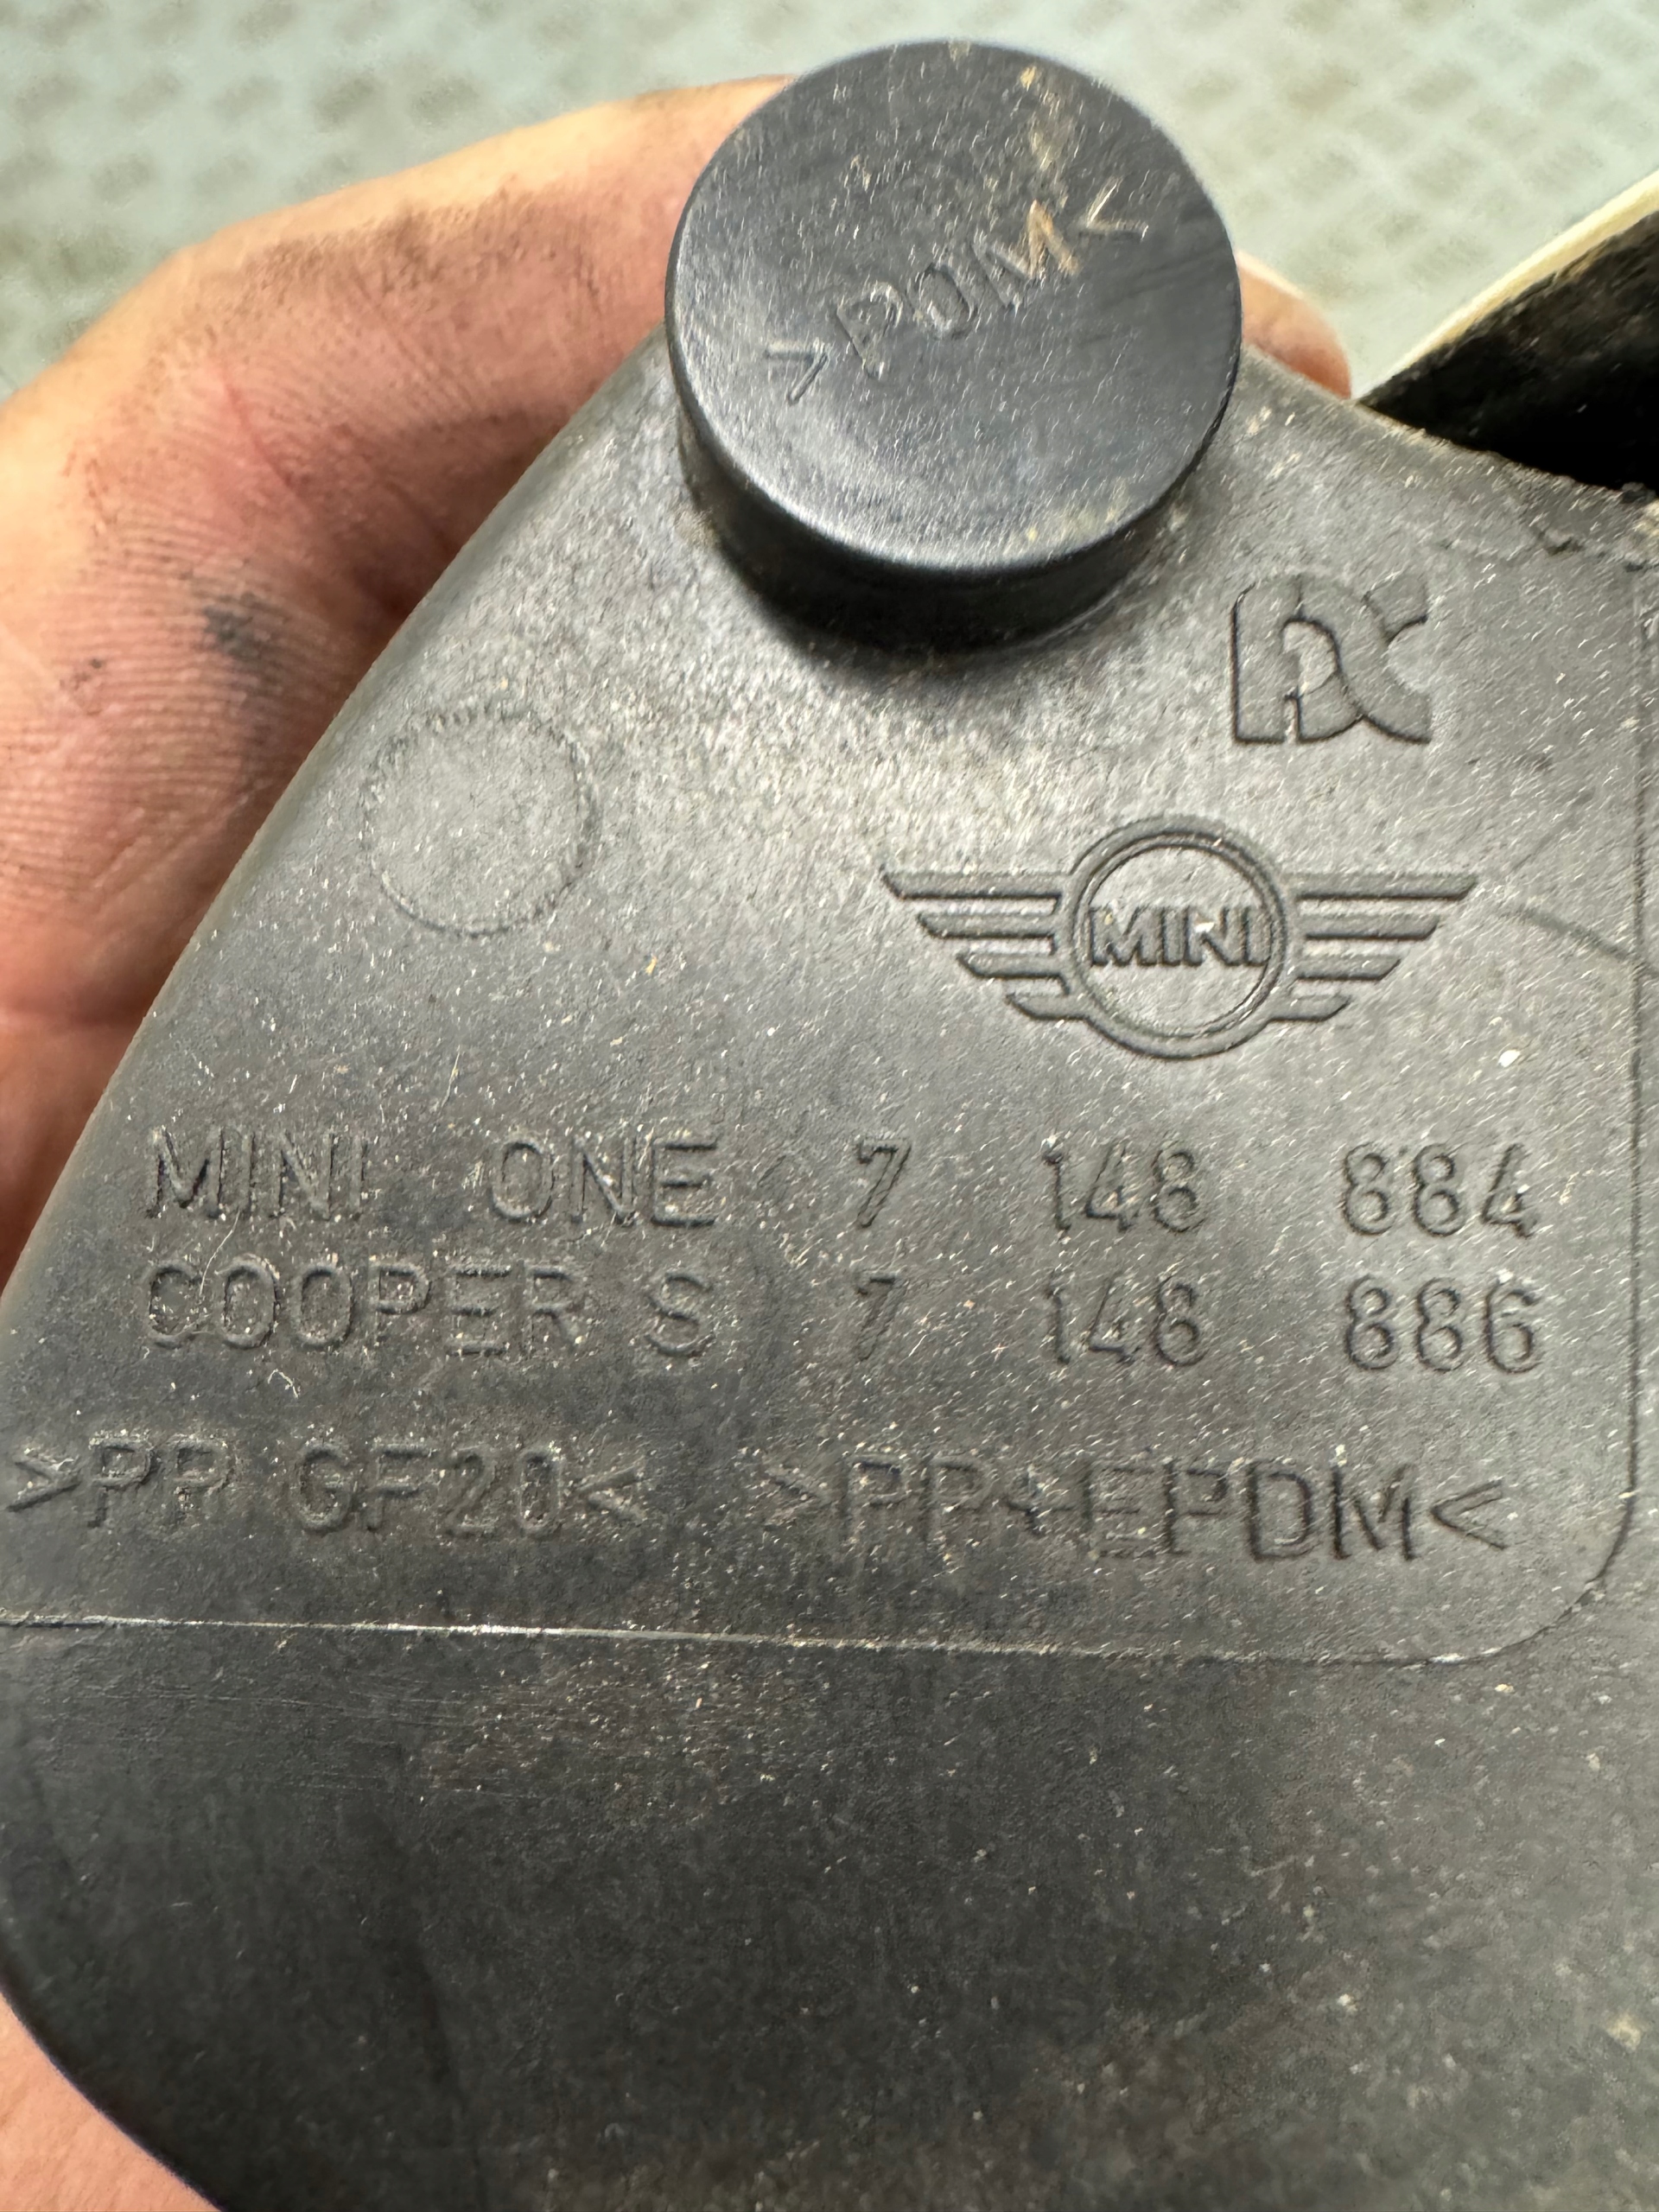 >POM<
MINI
MINI ONE 7 148 884
COOPER S 7 148 886
>PP GF20< >PP+EPDM<